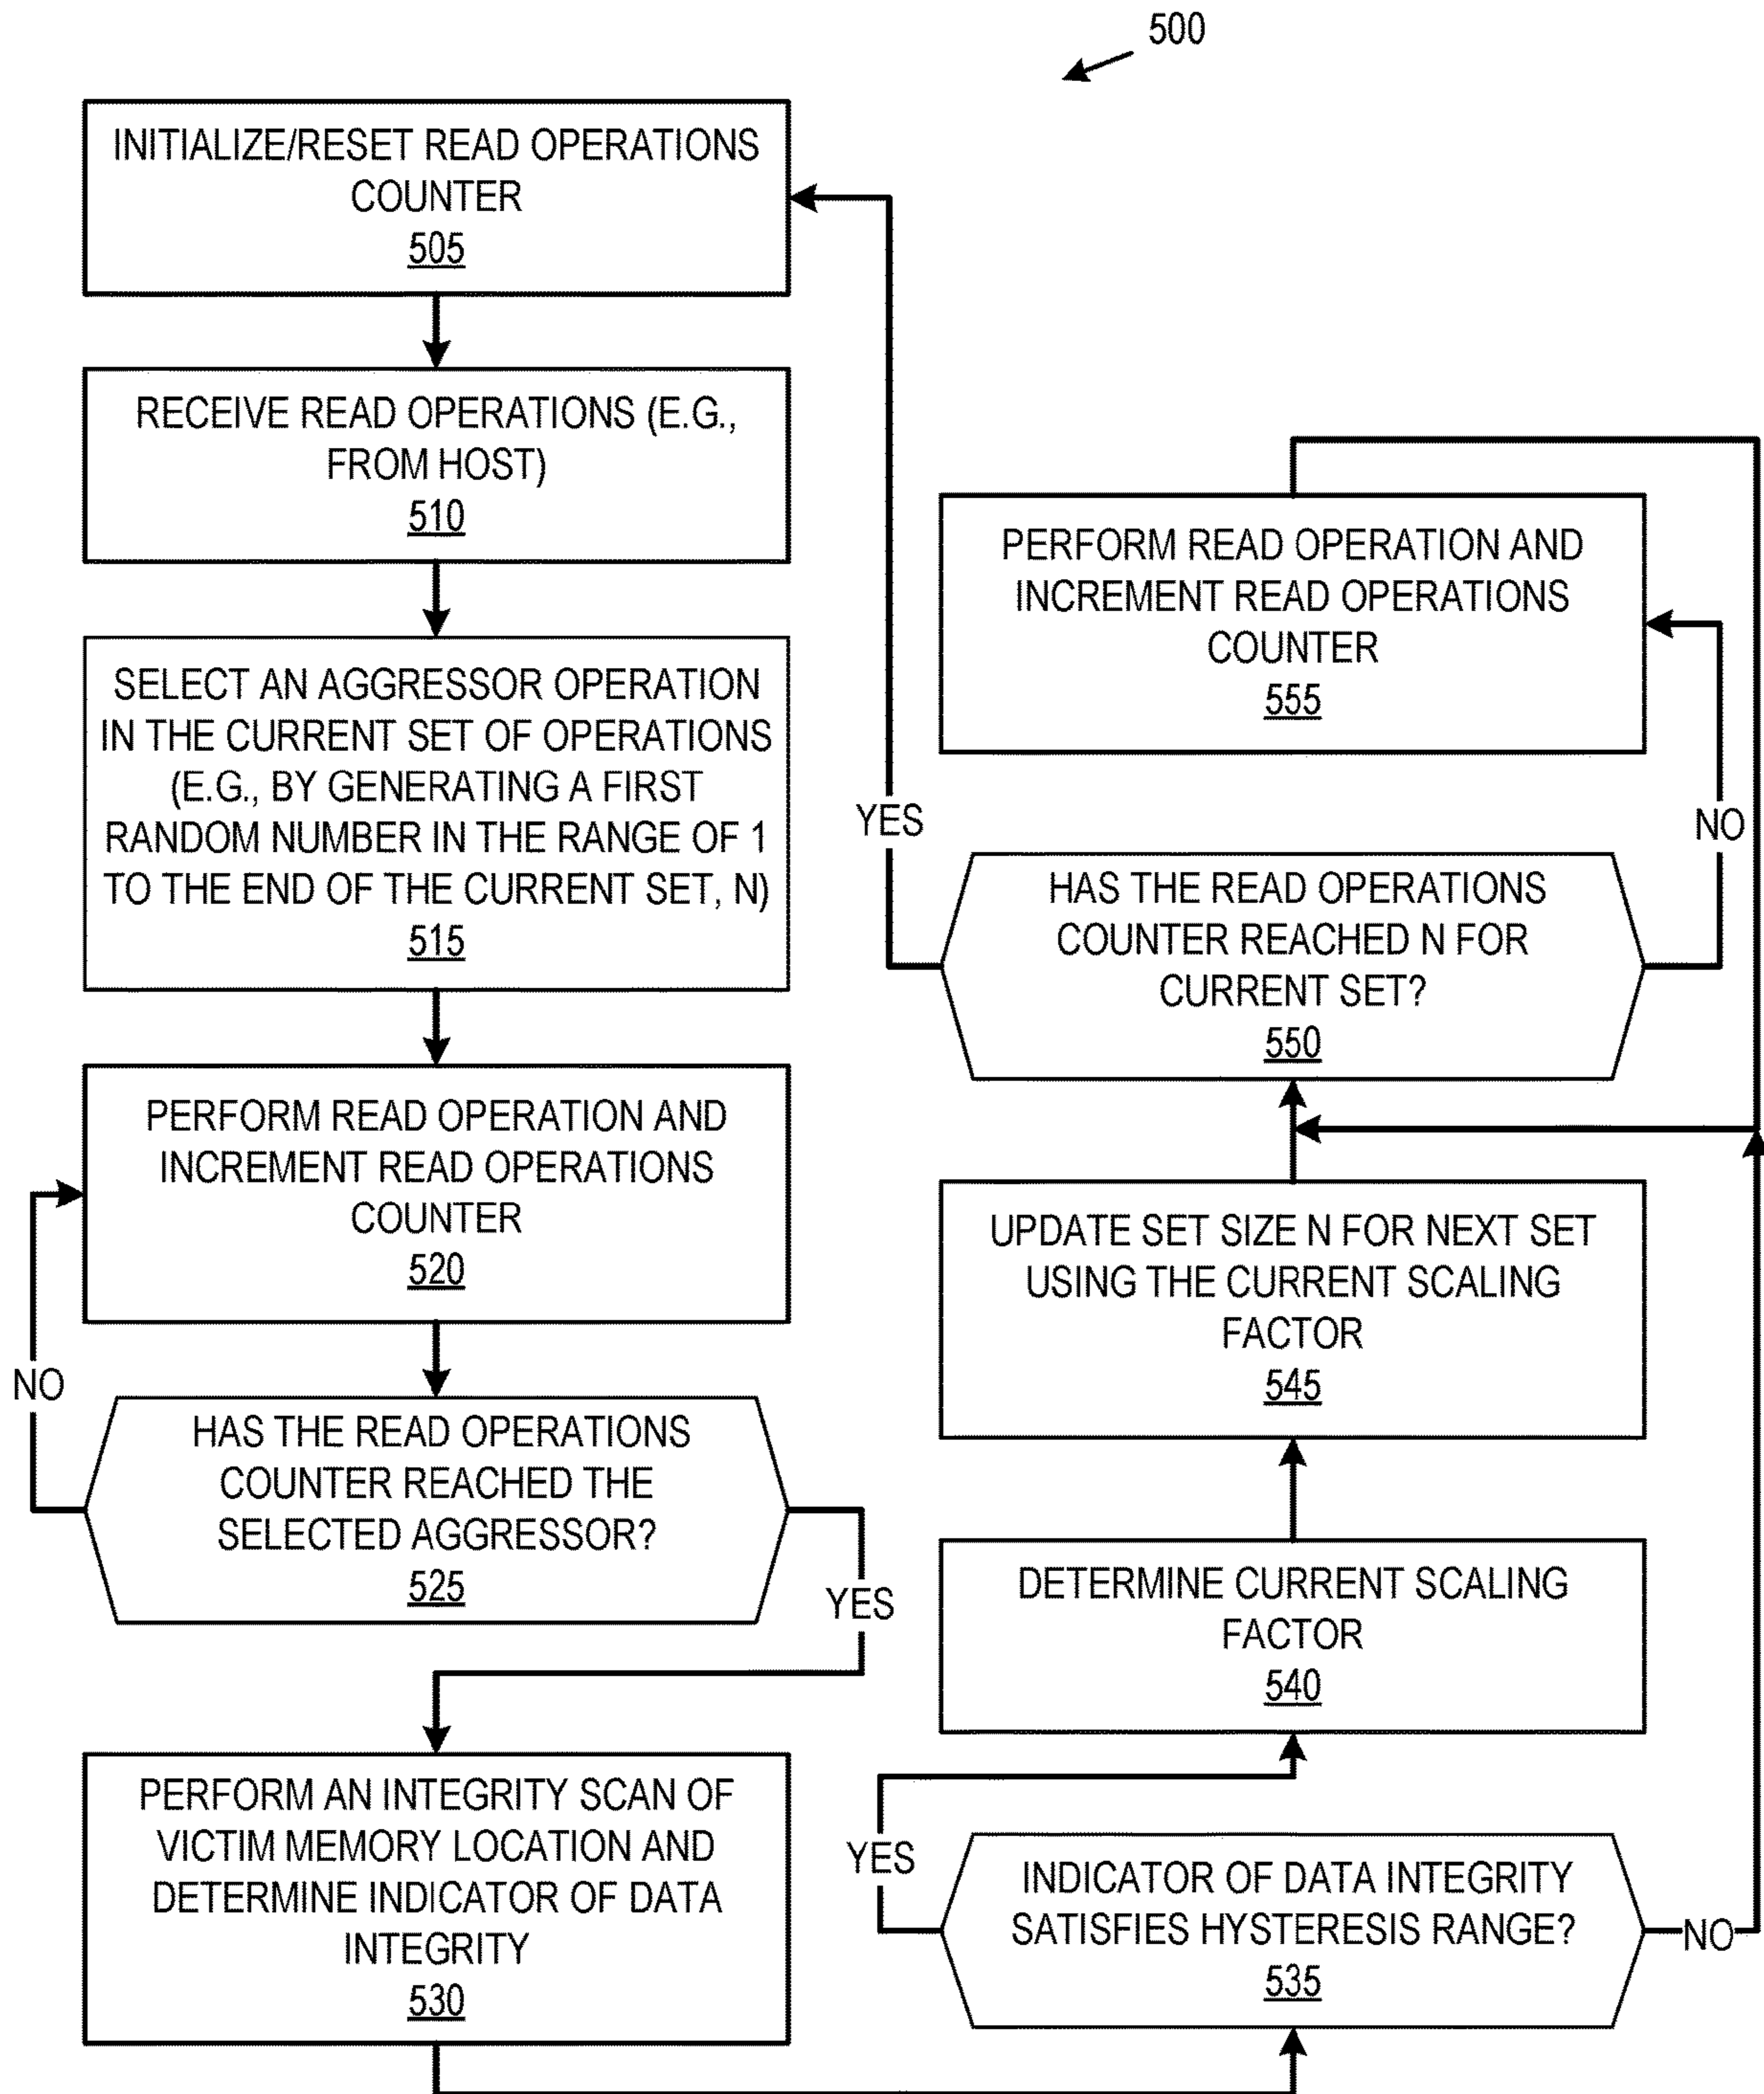 500
INITIALIZE/RESET READ OPERATIONS
COUNTER
505
RECEIVE READ OPERATIONS (E.G.,
FROM HOST)
510
SELECT AN AGGRESSOR OPERATION
IN THE CURRENT SET OF OPERATIONS
(E.G., BY GENERATING A FIRST
RANDOM NUMBER IN THE RANGE OF 1
TO THE END OF THE CURRENT SET, N)
515
PERFORM READ OPERATION AND
INCREMENT READ OPERATIONS
COUNTER
520
NO
HAS THE READ OPERATIONS
COUNTER REACHED THE
SELECTED AGGRESSOR?
525
YES
PERFORM AN INTEGRITY SCAN OF
VICTIM MEMORY LOCATION AND
DETERMINE INDICATOR OF DATA
INTEGRITY
530
INDICATOR OF DATA INTEGRITY
SATISFIES HYSTERESIS RANGE?
535
YES
NO
DETERMINE CURRENT SCALING
FACTOR
540
UPDATE SET SIZE N FOR NEXT SET
USING THE CURRENT SCALING
FACTOR
545
HAS THE READ OPERATIONS
COUNTER REACHED N FOR
CURRENT SET?
550
YES
NO
PERFORM READ OPERATION AND
INCREMENT READ OPERATIONS
COUNTER
555